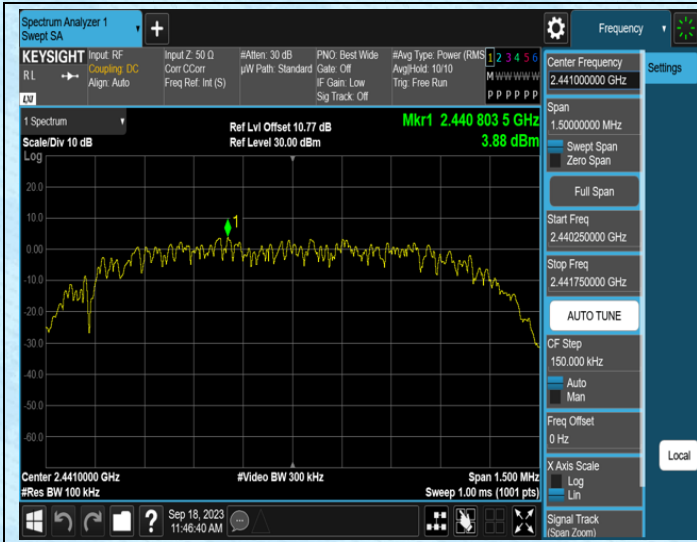 Spectrum Analyzer 1
Swept SA
Frequency
KEYSIGHT
RL
LXI
Input: RF
Coupling: DC
Align: Auto
Input Z: 50 Ω
Corr CCorr
Freq Ref: Int (S)
#Atten: 30 dB
µW Path: Standard
PNO: Best Wide
Gate: Off
IF Gain: Low
Sig Track: Off
#Avg Type: Power (RMS
Avg|Hold: 10/10
Trig: Free Run
1 2 3 4 5 6
M W W W W W
P P P P P P
1 Spectrum
Scale/Div 10 dB
Log
Ref Lvl Offset 10.77 dB
Ref Level 30.00 dBm
Mkr1 2.440 803 5 GHz
3.88 dBm
20.0
10.0
0.00
-10.0
-20.0
-30.0
-40.0
-50.0
-60.0
1
Center 2.4410000 GHz
#Res BW 100 kHz
#Video BW 300 kHz
Span 1.500 MHz
Sweep 1.00 ms (1001 pts)
Sep 18, 2023
11:46:40 AM
?
Center Frequency
2.441000000 GHz
Span
1.50000000 MHz
Swept Span
Zero Span
Full Span
Start Freq
2.440250000 GHz
Stop Freq
2.441750000 GHz
AUTO TUNE
CF Step
150.000 kHz
Auto
Man
Freq Offset
0 Hz
X Axis Scale
Log
Lin
Signal Track
(Span Zoom)
Settings
Local